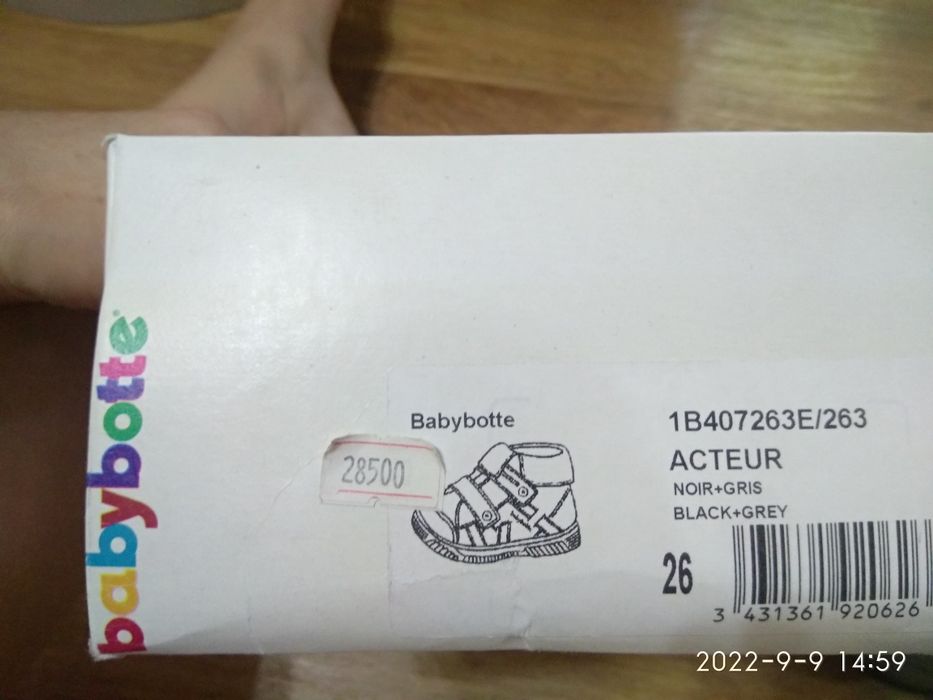 babybotte
Babybotte
28500
1B407263E/263
ACTEUR
NOIR+GRIS
BLACK+GREY
26
3 431361 920626
2022-9-9 14:59